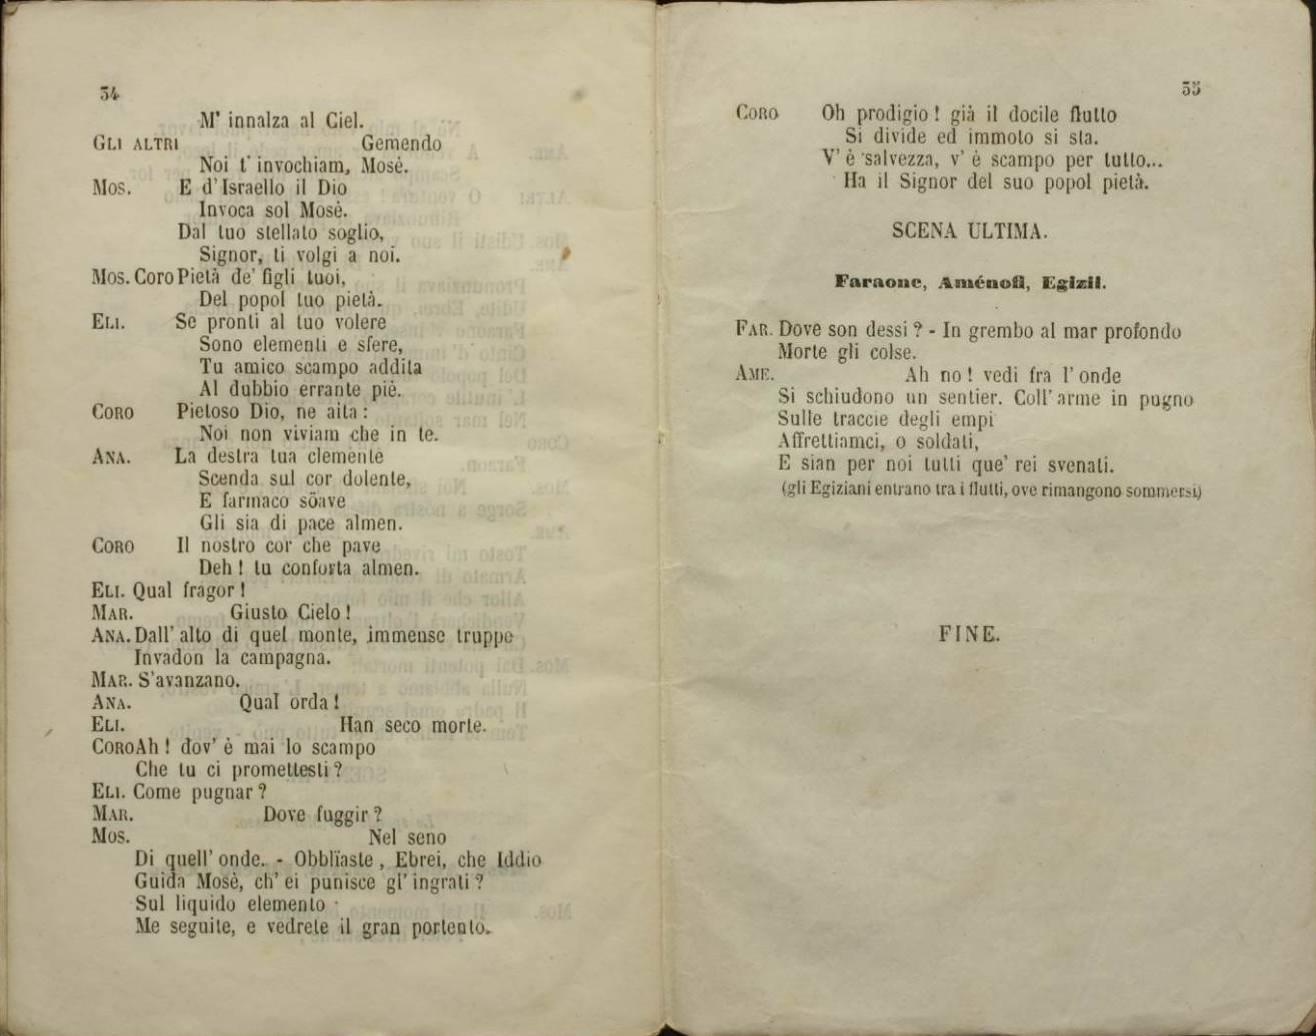 34
M' innalza al Ciel.
GLI ALTRI Gemendo
Noi t' invochiam, Mosè.
MOS. E d' Israello il Dio
Invoca sol Mosè.
Dal tuo stellato soglio,
Signor, ti volgi a noi.
MOS. CORO Pietà de' figli tuoi,
Del popol tuo pietà.
ELI. Se pronti al tuo volere
Sono elementi e sfere,
Tu amico scampo addita
Al dubbio errante piè.
CORO Pietoso Dio, ne aita :
Noi non viviam che in te.
ANA. La destra tua clemente
Scenda sul cor dolente,
E farmaco söave
Gli sia di pace almen.
CORO Il nostro cor che pave
Deh ! tu conforta almen.
ELI. Qual fragor !
MAR. Giusto Cielo !
ANA. Dall' alto di quel monte, immense truppe
Invadon la campagna.
MAR. S'avanzano.
ANA. Qual orda !
ELI. Han seco morte.
CORO Ah ! dov' è mai lo scampo
Che tu ci promettesti ?
ELI. Come pugnar ?
MAR. Dove fuggir ?
MOS. Nel seno
Di quell' onde. - Obblïaste, Ebrei, che Iddio
Guida Mosè, ch' ei punisce gl' ingrati ?
Sul liquido elemento
Me seguite, e vedrete il gran portento.
35
CORO Oh prodigio ! già il docile flutto
Si divide ed immoto si sta.
V' è salvezza, v' è scampo per tutto...
Ha il Signor del suo popol pietà.
SCENA ULTIMA.
Faraone, Aménofi, Egizii.
FAR. Dove son dessi ? - In grembo al mar profondo
Morte gli colse.
AME. Ah no ! vedi fra l' onde
Si schiudono un sentier. Coll' arme in pugno
Sulle traccie degli empi
Affrettiamci, o soldati,
E sian per noi tutti que' rei svenati.
(gli Egiziani entrano tra i flutti, ove rimangono sommersi)
FINE.